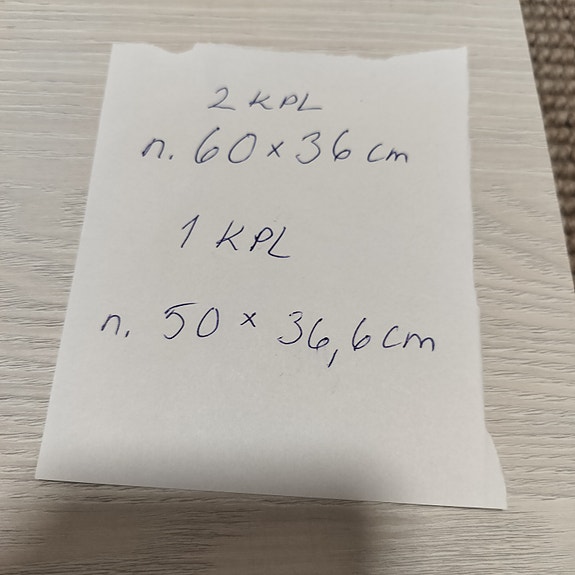 2 KPL
n. 60 x 36 cm
1 KPL
n. 50 x 36,6 cm